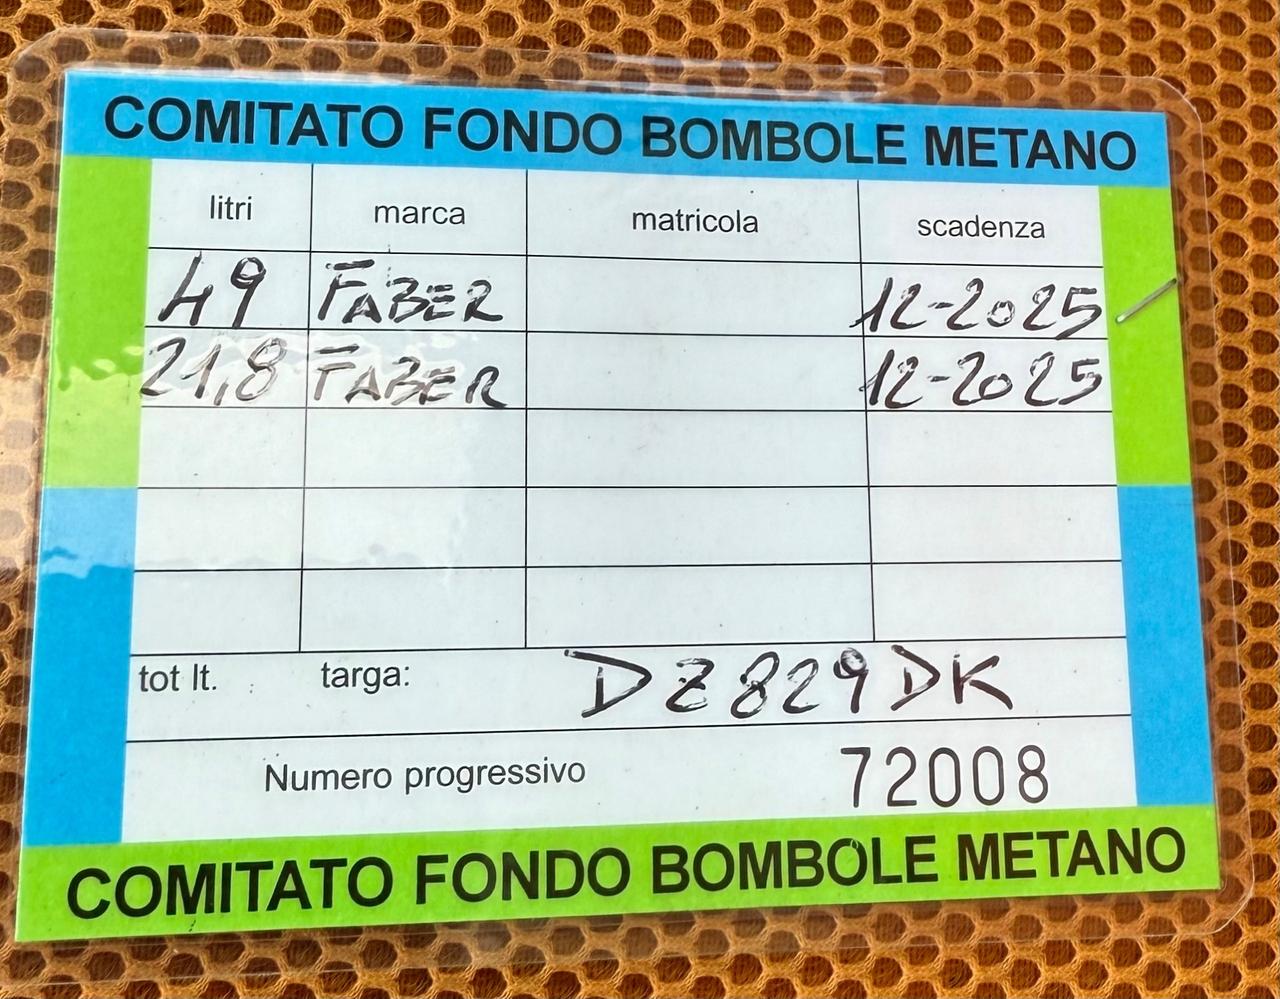 COMITATO FONDO BOMBOLE METANO
litri marca matricola scadenza
49 FABER 12-2025
21,8 FABER 12-2025
tot lt. : targa: DZ829DK
Numero progressivo 72008
COMITATO FONDO BOMBOLE METANO